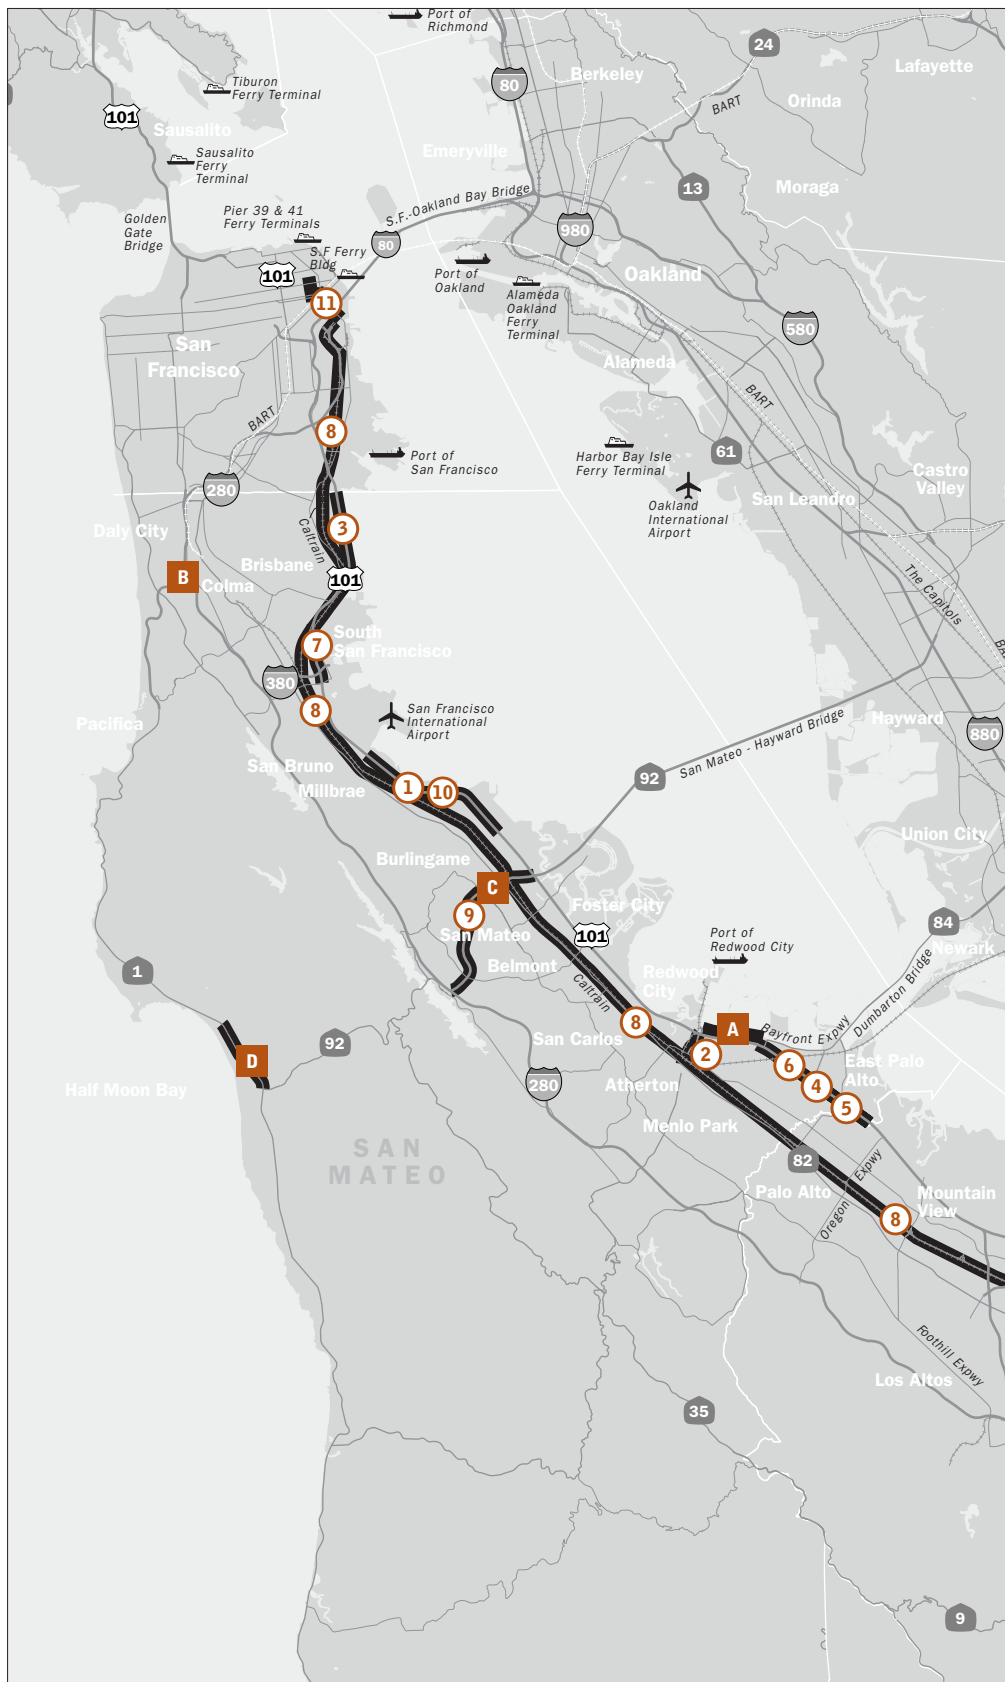 Port of
Richmond
24
Lafayette
Berkeley
80
Tiburon
Ferry Terminal
Orinda
BART
101
Sausalito
Emeryville
Sausalito
Ferry
Terminal
13
Moraga
S.F.-Oakland Bay Bridge
Golden
Gate
Bridge
Pier 39 & 41
Ferry Terminals
980
80
S.F Ferry
Bldg
101
Port of
Oakland
Oakland
Alameda
Oakland
Ferry
Terminal
11
580
San
Francisco
Alameda
BART
BART
8
61
Port of
San Francisco
Harbor Bay Isle
Ferry Terminal
Castro
Valley
280
San Leandro
Oakland
International
Airport
Daly City
3
Caltrain
Brisbane
101
B
Colma
The Capitols
BA
7
South
San Francisco
380
8
San Francisco
International
Airport
Pacifica
Hayward
880
San Mateo - Hayward Bridge
San Bruno
92
Millbrae
1
10
Union City
Burlingame
C
Foster City
9
San Mateo
101
84
Newark
Port of
Redwood City
Belmont
1
Redwood
City
Caltrain
Dumbarton Bridge
8
A
Bayfront Expwy
San Carlos
92
2
D
6
East Palo
Alto
280
Atherton
4
Half Moon Bay
5
Menlo Park
SAN
MATEO
82
Oregon Expwy
Palo Alto
Mountain
View
8
Foothill Expwy
Los Altos
35
9